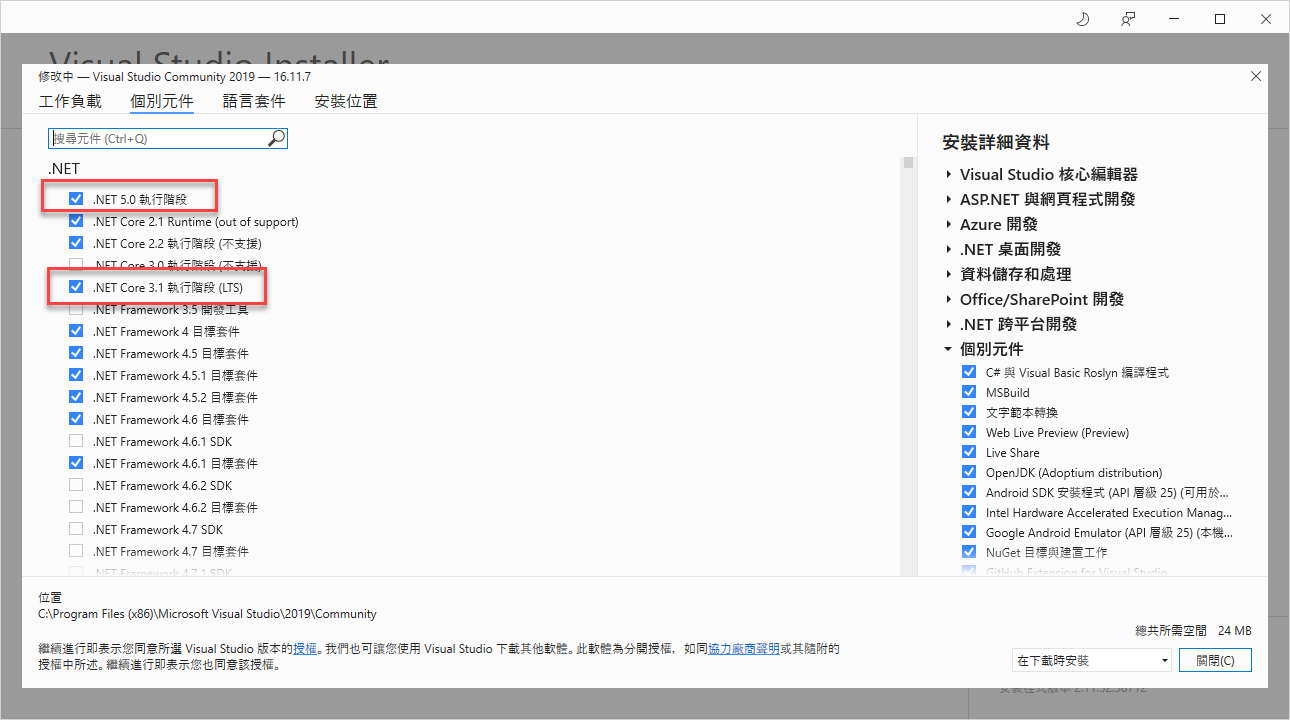 Visual Studio Installer
修改中 — Visual Studio Community 2019 — 16.11.7
工作負載 個別元件 語言套件 安裝位置
搜尋元件 (Ctrl+Q)
.NET
.NET 5.0 執行階段
.NET Core 2.1 Runtime (out of support)
.NET Core 2.2 執行階段 (不支援)
.NET Core 3.0 執行階段 (不支援)
.NET Core 3.1 執行階段 (LTS)
.NET Framework 3.5 開發工具
.NET Framework 4 目標套件
.NET Framework 4.5 目標套件
.NET Framework 4.5.1 目標套件
.NET Framework 4.5.2 目標套件
.NET Framework 4.6 目標套件
.NET Framework 4.6.1 SDK
.NET Framework 4.6.1 目標套件
.NET Framework 4.6.2 SDK
.NET Framework 4.6.2 目標套件
.NET Framework 4.7 SDK
.NET Framework 4.7 目標套件
.NET Framework 4.7.1 SDK
安裝詳細資料
Visual Studio 核心編輯器
ASP.NET 與網頁程式開發
Azure 開發
.NET 桌面開發
資料儲存和處理
Office/SharePoint 開發
.NET 跨平台開發
個別元件
C# 與 Visual Basic Roslyn 編譯程式
MSBuild
文字範本轉換
Web Live Preview (Preview)
Live Share
OpenJDK (Adoptium distribution)
Android SDK 安裝程式 (API 層級 25) (可用於...
Intel Hardware Accelerated Execution Manag...
Google Android Emulator (API 層級 25) (本機...
NuGet 目標與建置工作
GitHub Extension for Visual Studio
位置
C:\Program Files (x86)\Microsoft Visual Studio\2019\Community
繼續進行即表示您同意所選 Visual Studio 版本的授權。我們也可讓您使用 Visual Studio 下載其他軟體。此軟體為分開授權，如同協力廠商聲明或其隨附的
授權中所述。繼續進行即表示您也同意該授權。
總共所需空間 24 MB
在下載時安裝
關閉(C)